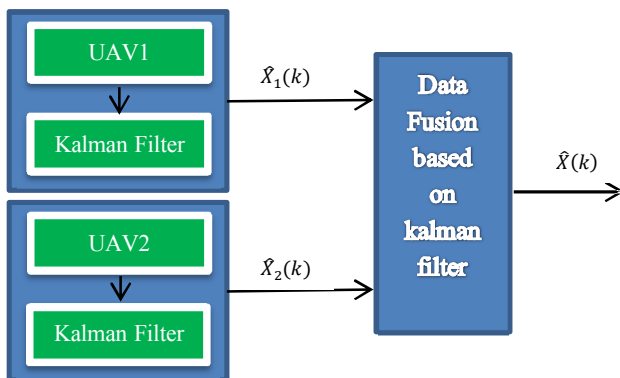 UAV1
Kalman Filter
X̂₁(k)
UAV2
Kalman Filter
X̂₂(k)
Data
Fusion
based
on
kalman
filter
X̂(k)